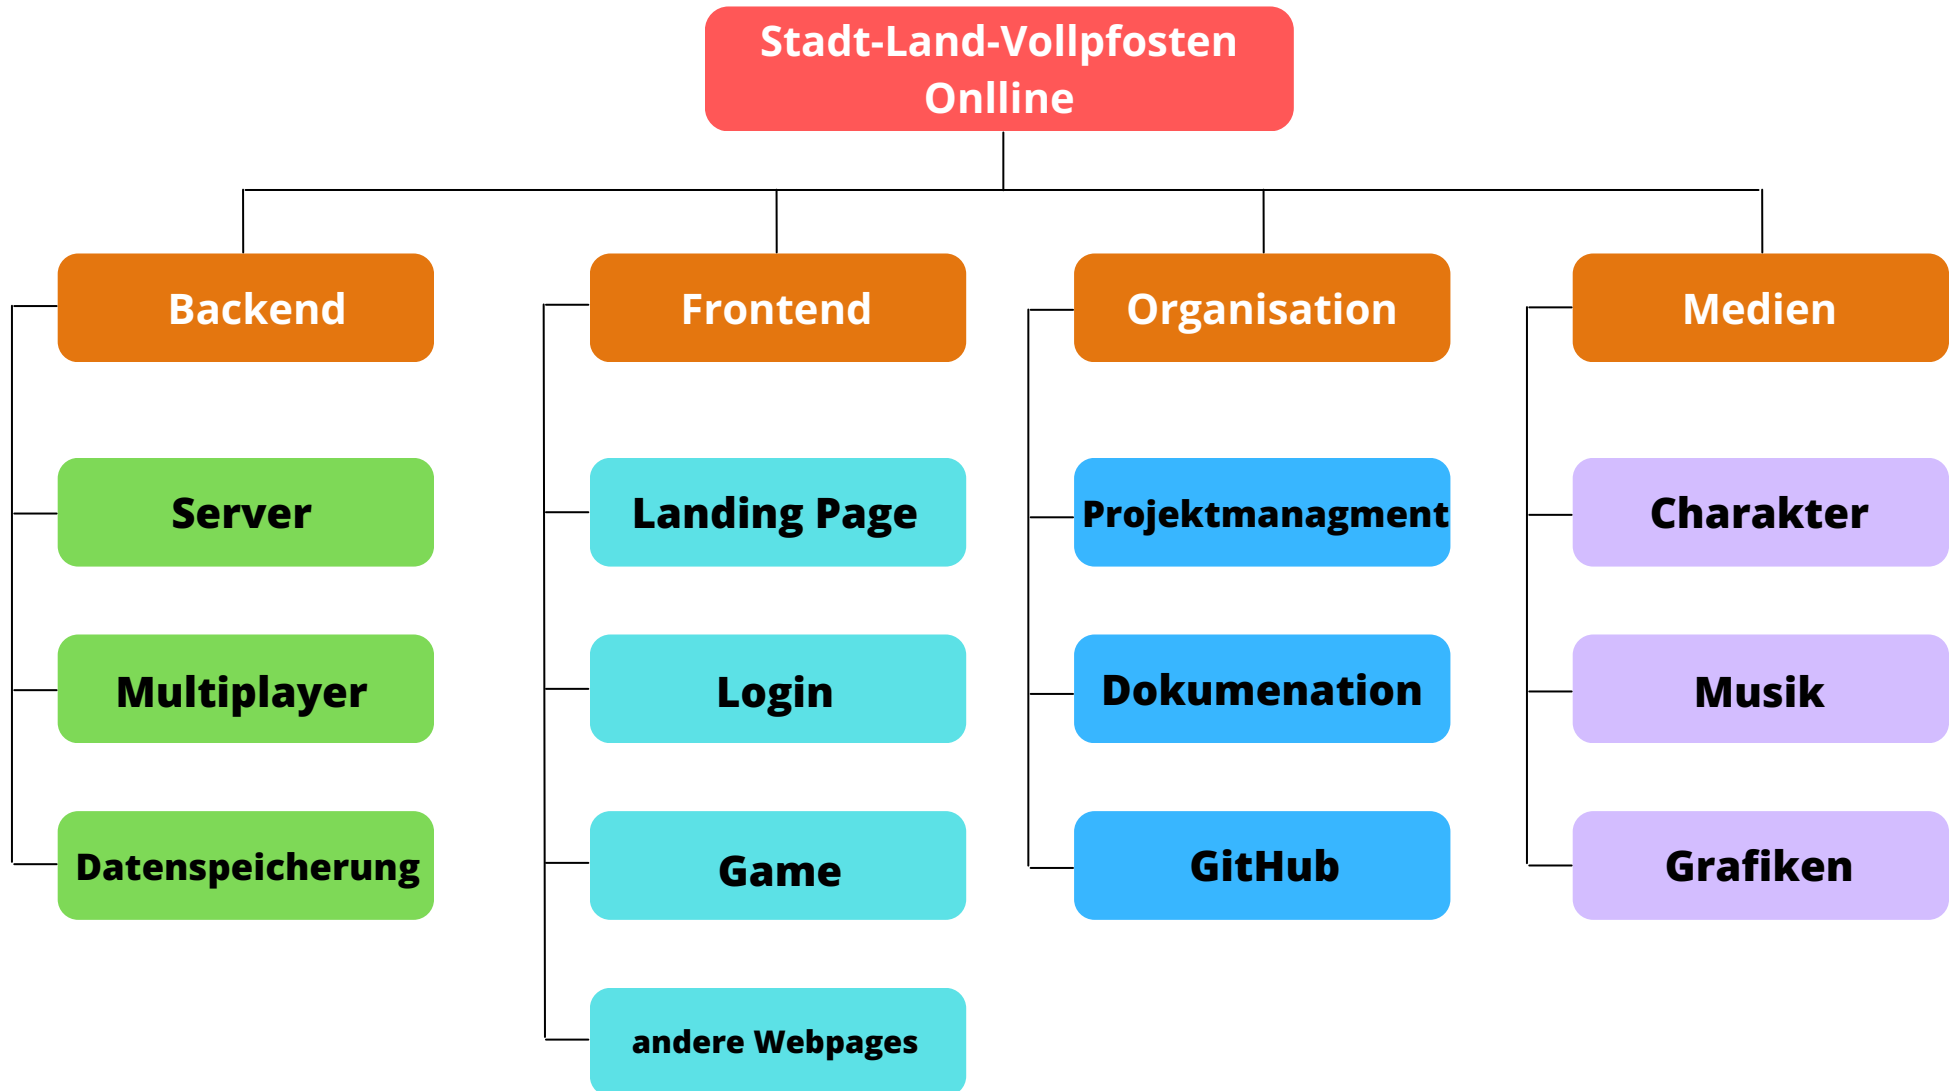 Stadt-Land-Vollpfosten
Onlline
Backend
Frontend
Organisation
Medien
Server
Landing Page
Projektmanagment
Charakter
Multiplayer
Login
Dokumenation
Musik
Datenspeicherung
Game
GitHub
Grafiken
andere Webpages